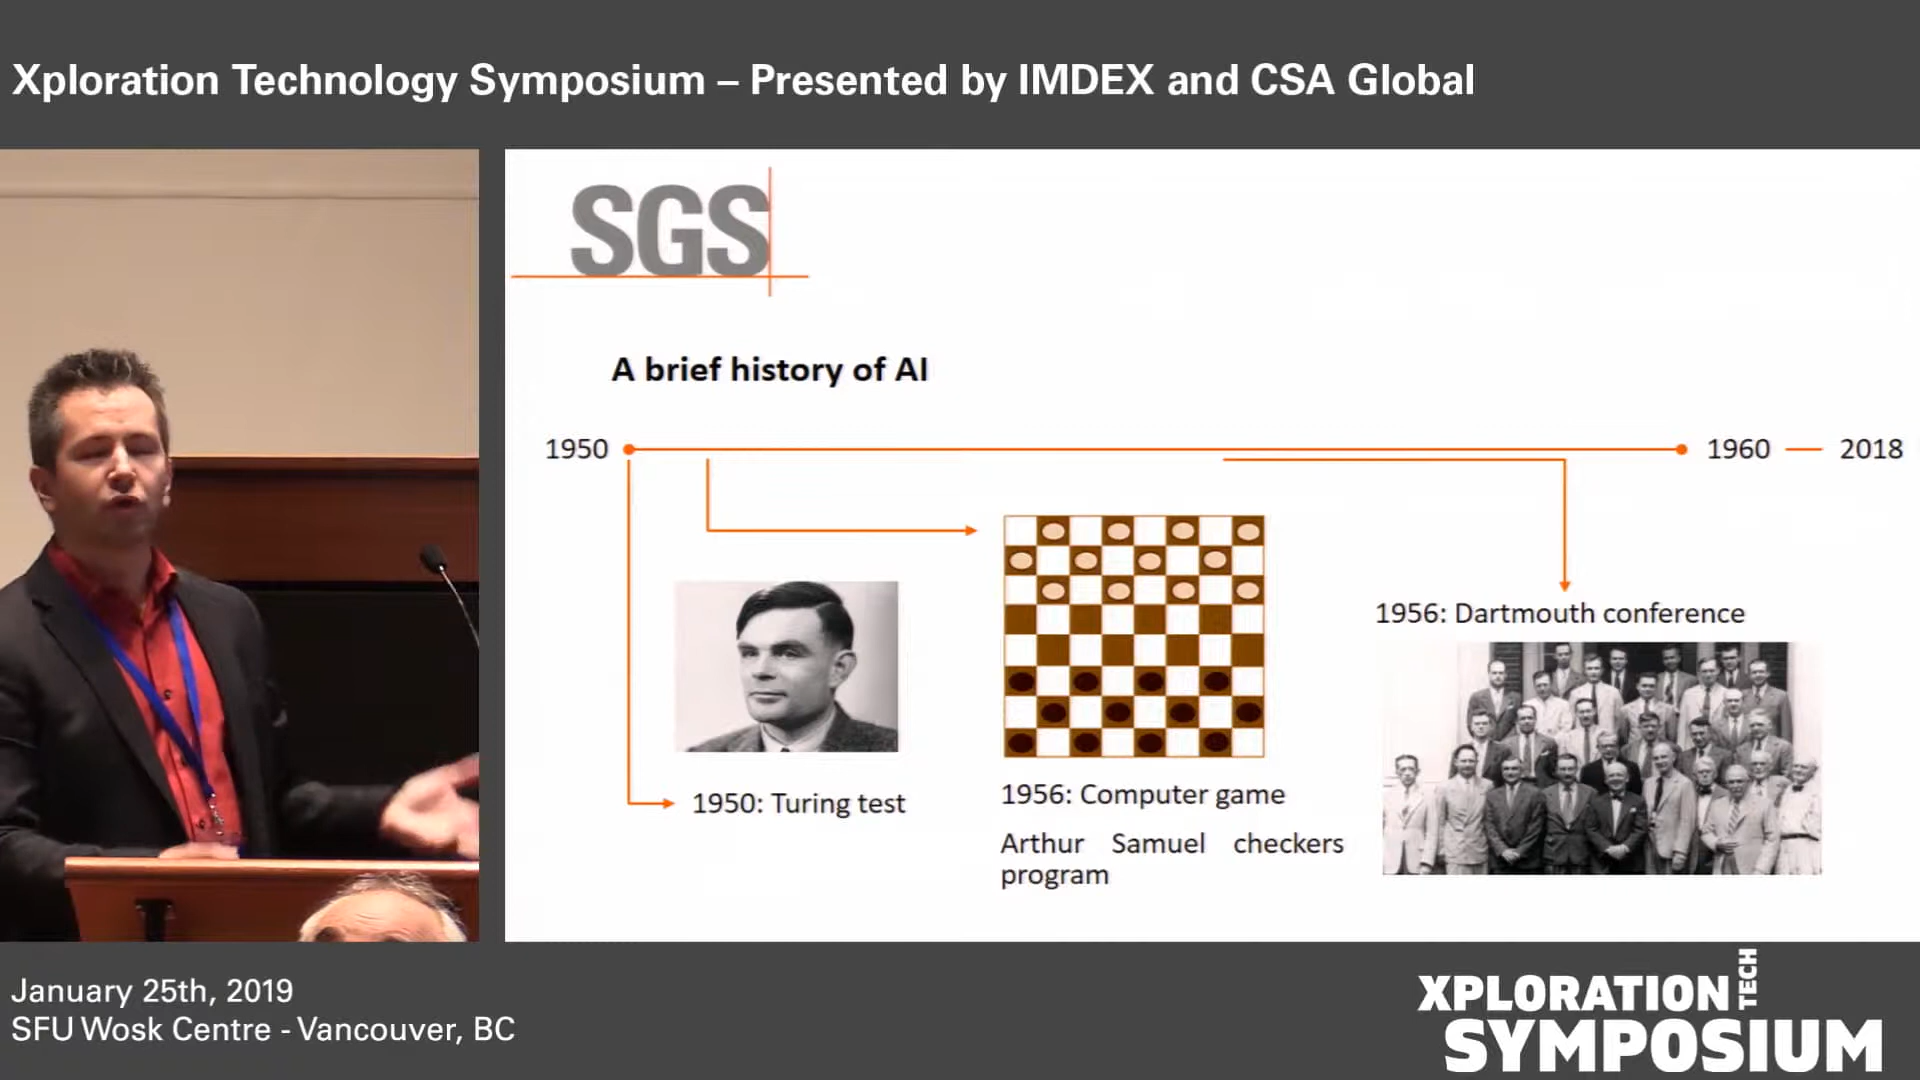 Xploration Technology Symposium – Presented by IMDEX and CSA Global
SGS
A brief history of AI
1950
1960
2018
1956: Dartmouth conference
1950: Turing test
1956: Computer game
Arthur Samuel checkers
program
January 25th, 2019
SFU Wosk Centre - Vancouver, BC
XPLORATION TECH
SYMPOSIUM